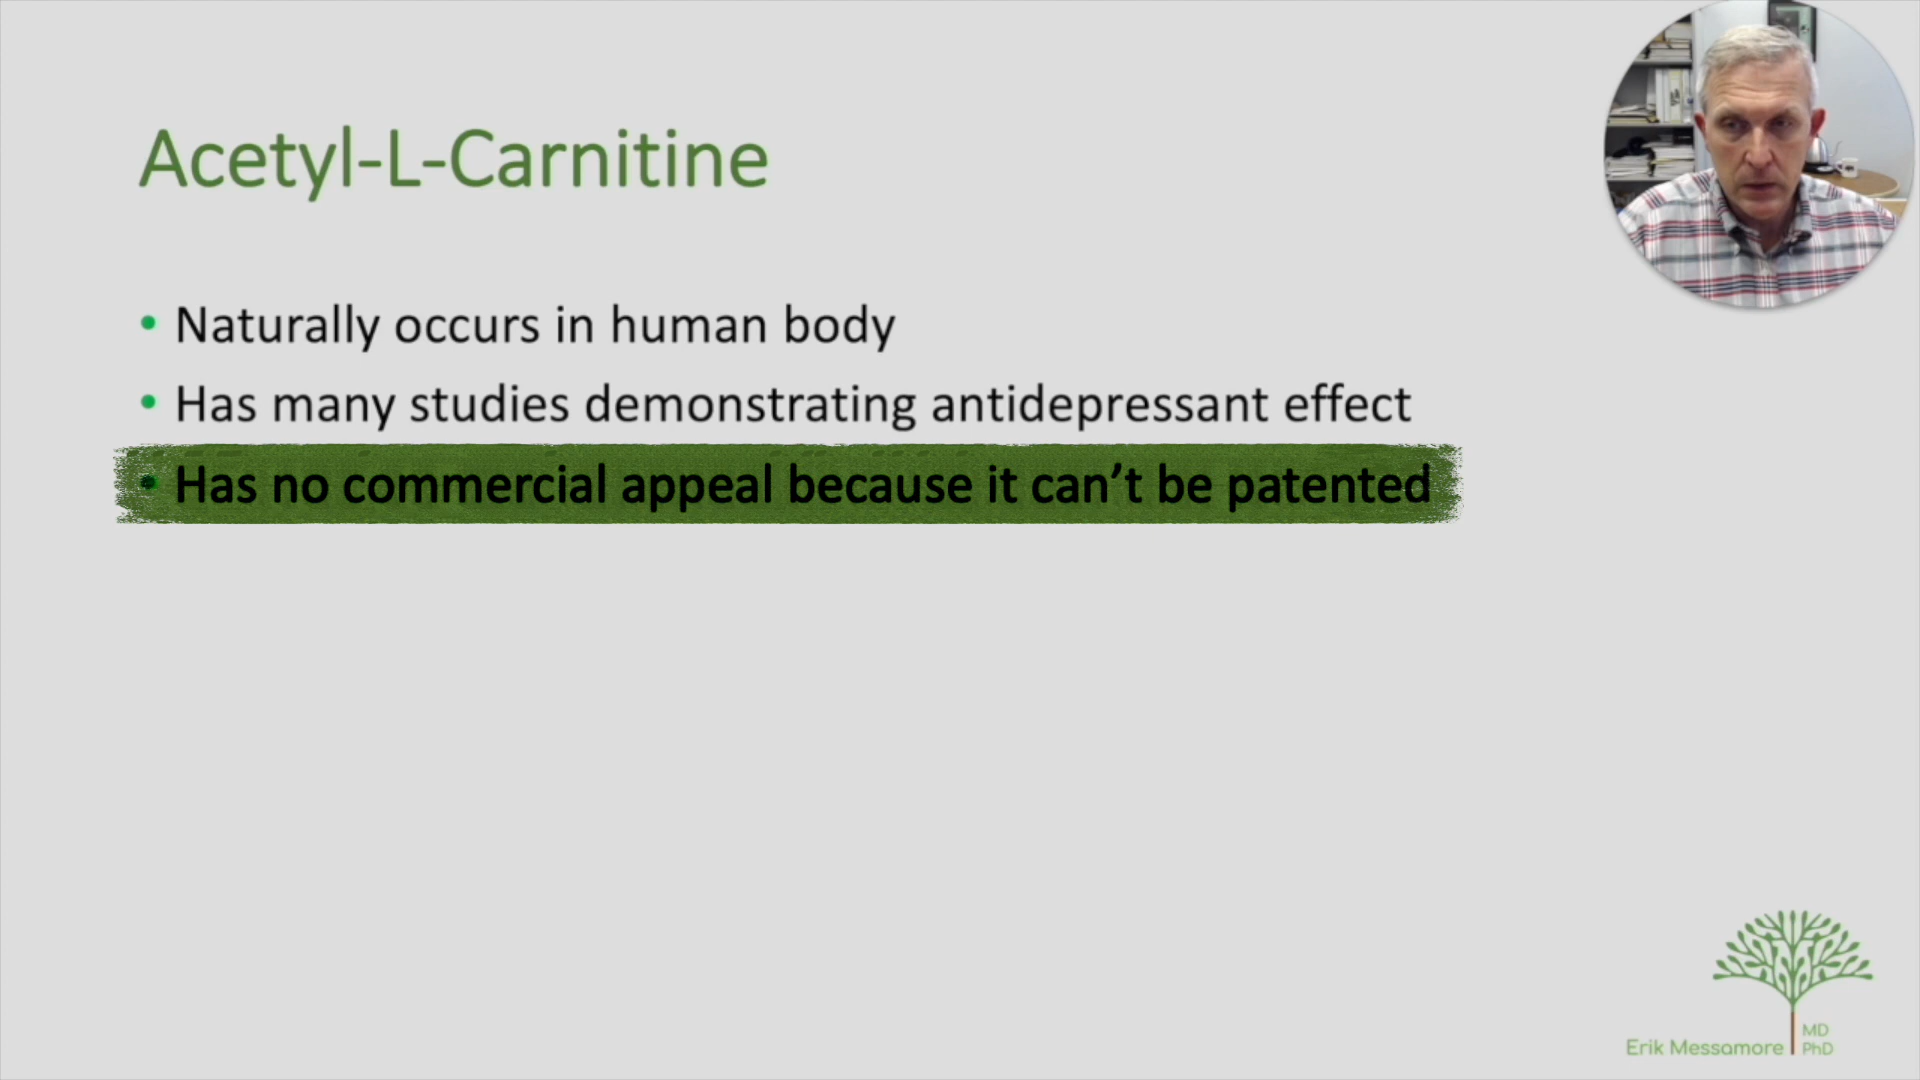 Acetyl-L-Carnitine
• Naturally occurs in human body
• Has many studies demonstrating antidepressant effect
• Has no commercial appeal because it can’t be patented
Erik Messamore
MD
PhD